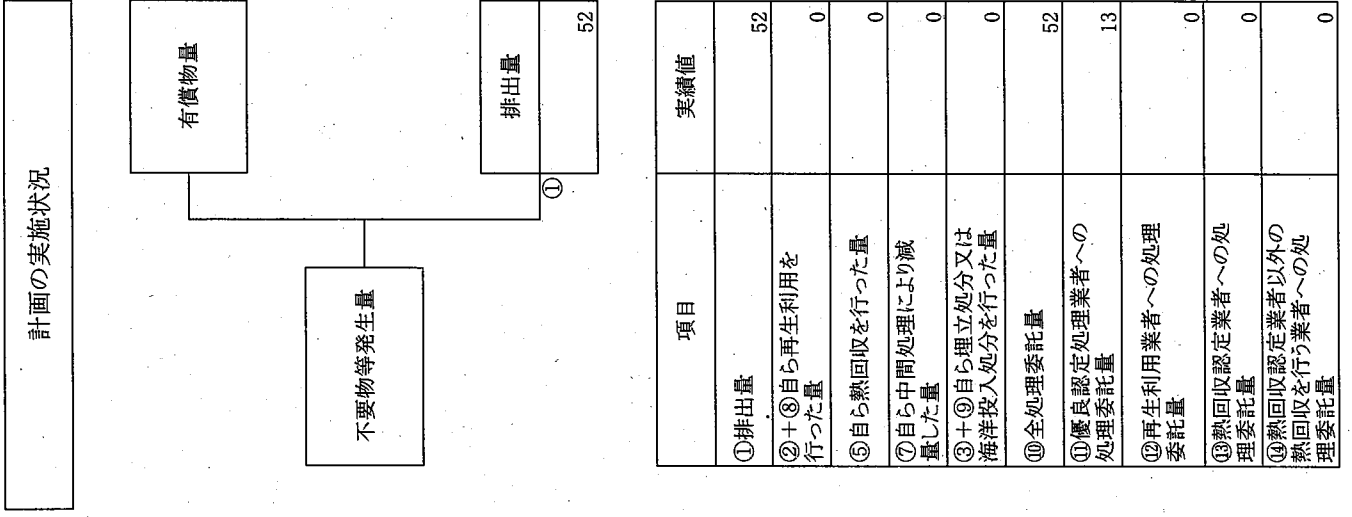 計画の実施状況
有償物量
不要物等発生量
①
排出量
52
項目
実績値
①排出量
52
②+⑧自ら再生利用を
行った量
0
⑤自ら熱回収を行った量
0
⑦自ら中間処理により減
量した量
0
③+⑨自ら埋立処分又は
海洋投入処分を行った量
0
⑩全処理委託量
52
⑪優良認定処理業者への
処理委託量
13
⑫再生利用業者への処理
委託量
0
⑬熱回収認定業者への処
理委託量
0
⑭熱回収認定業者以外の
熱回収を行う業者への処
理委託量
0